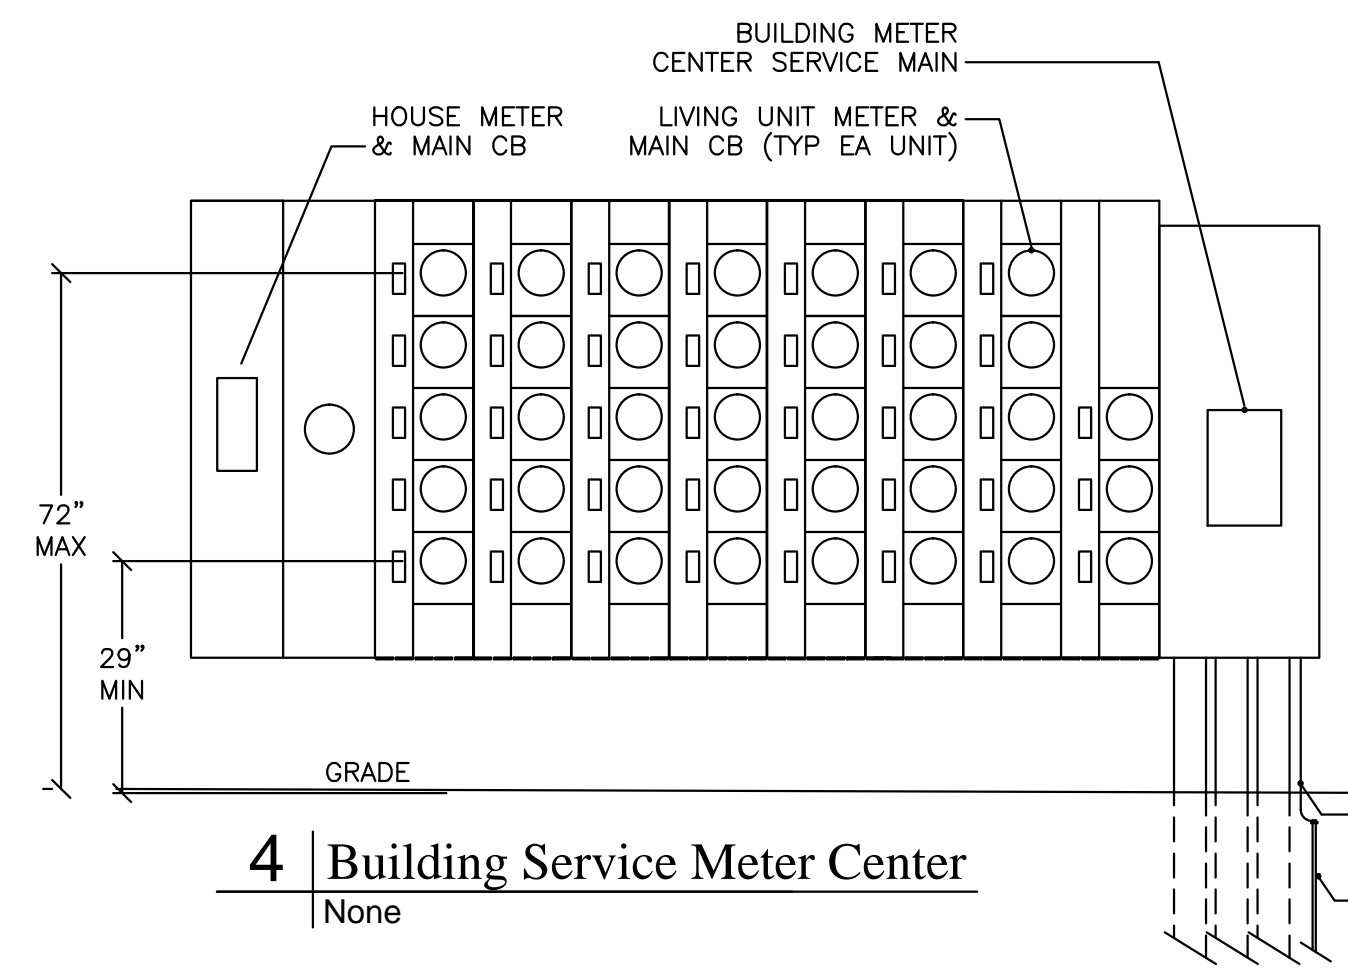 BUILDING METER
CENTER SERVICE MAIN
HOUSE METER
& MAIN CB
LIVING UNIT METER &
MAIN CB (TYP EA UNIT)
72”
MAX
29”
MIN
GRADE
4
Building Service Meter Center
None